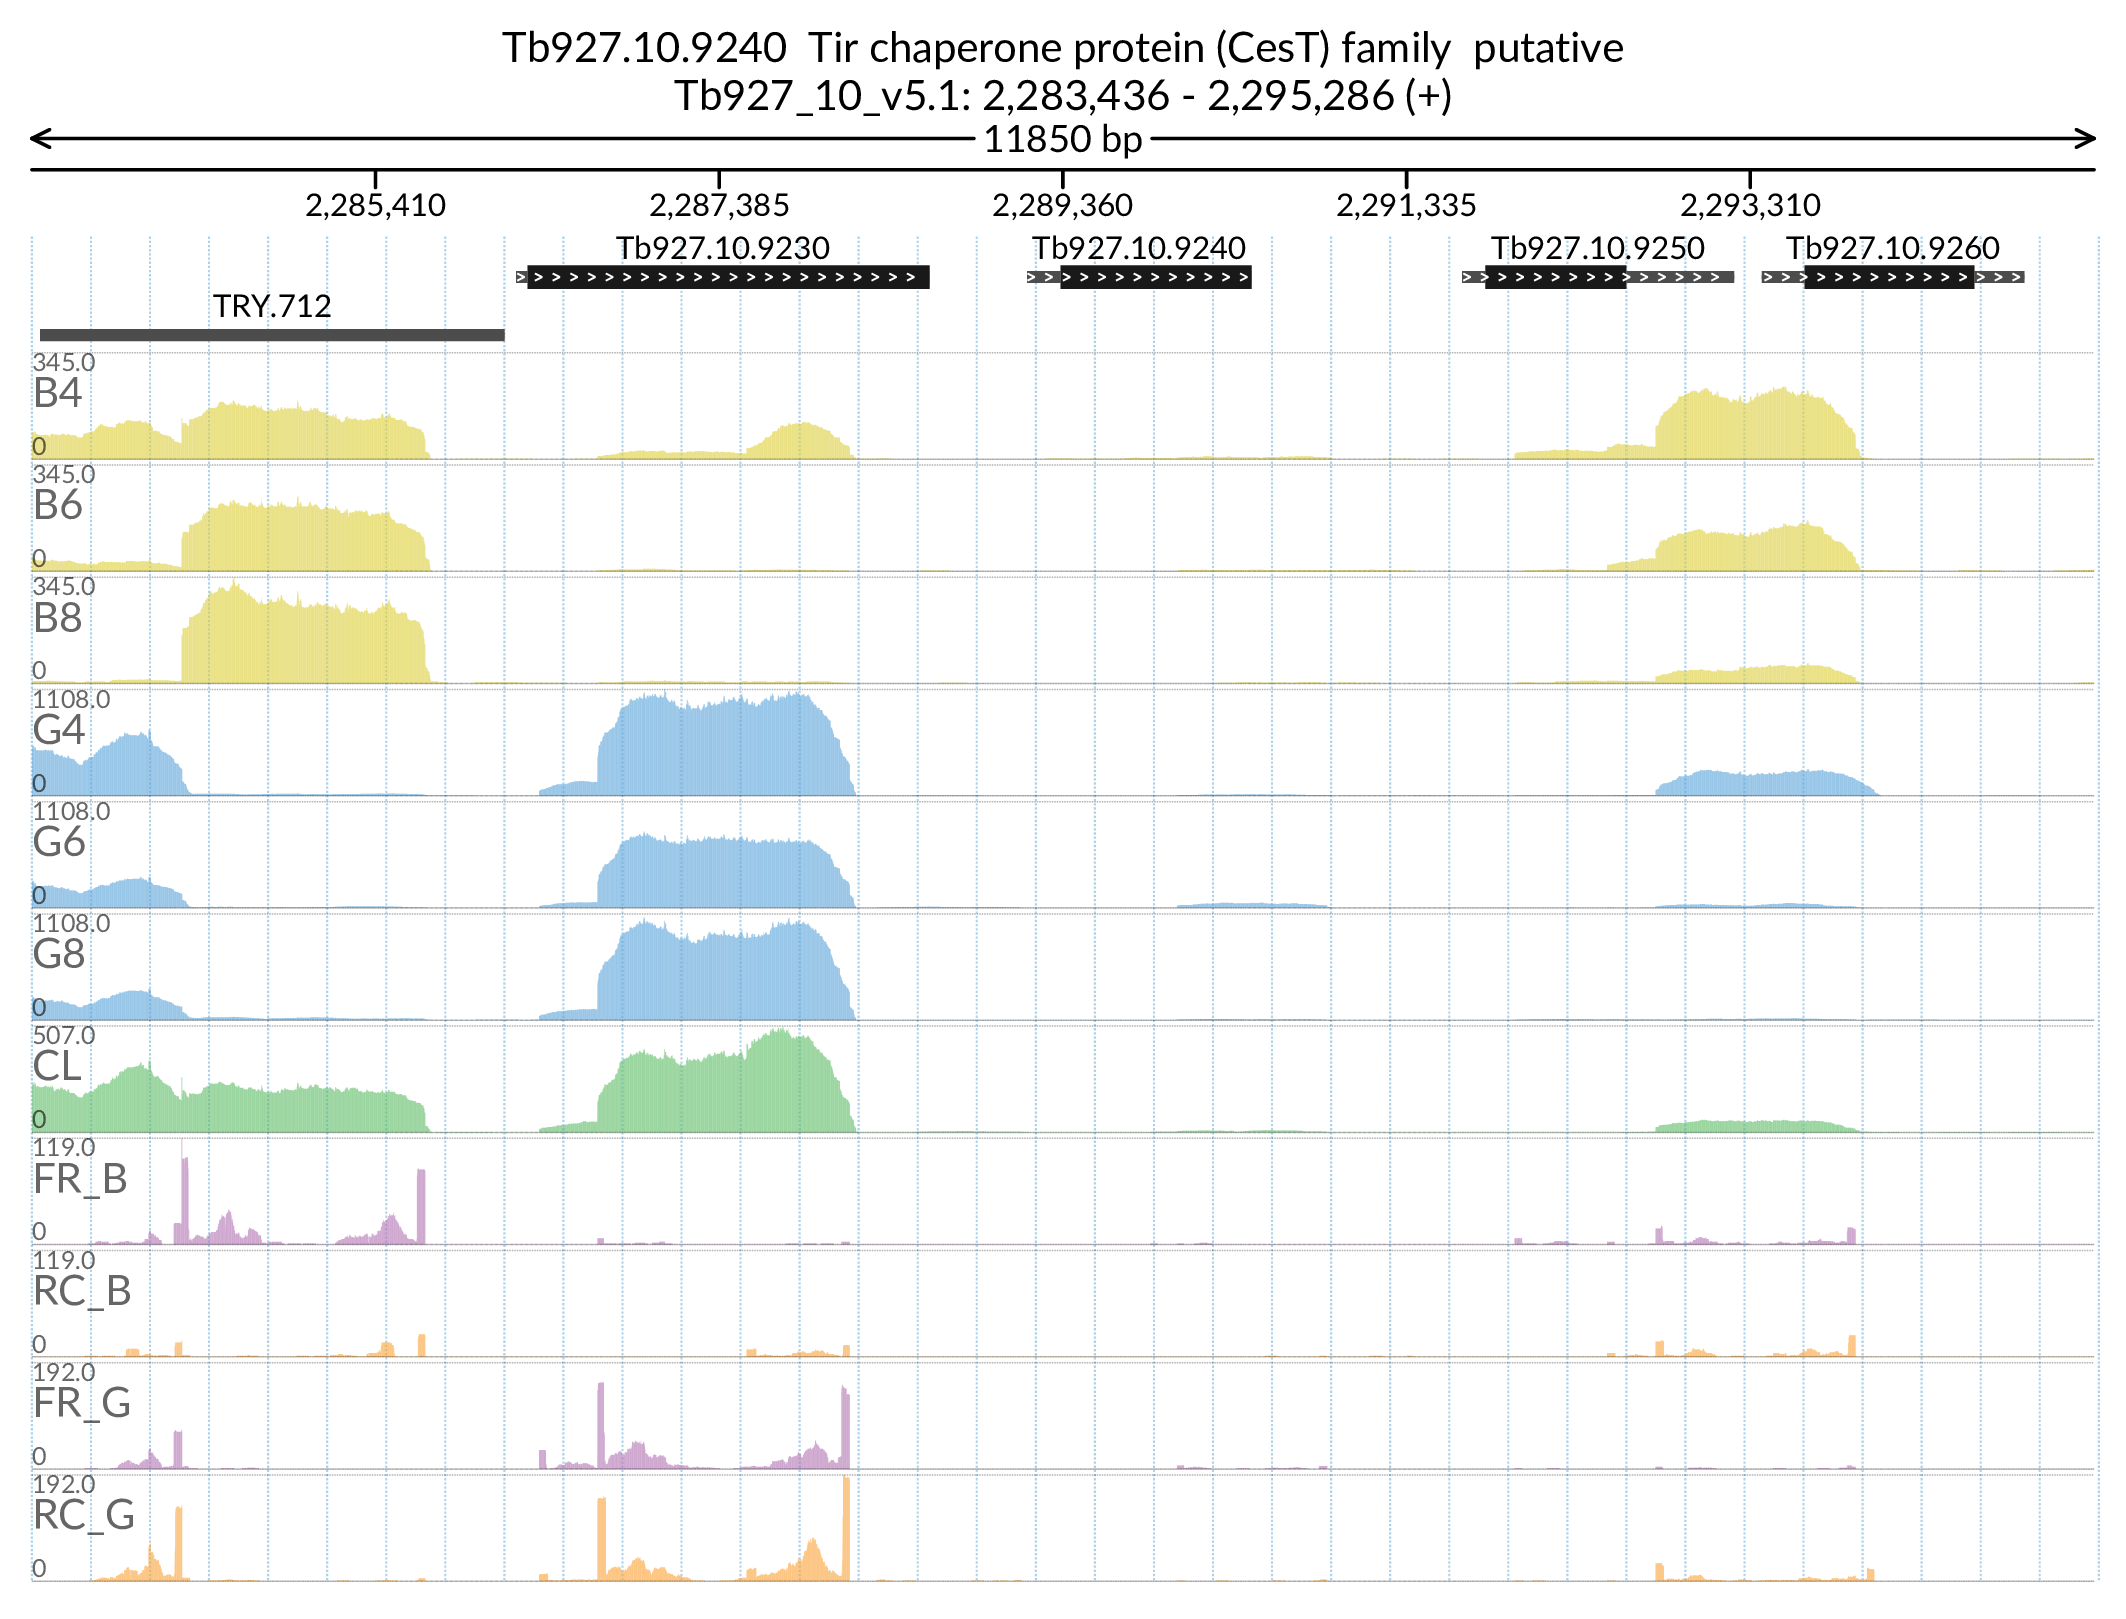 Tb927.10.9240  Tir chaperone protein (CesT) family  putative
Tb927_10_v5.1: 2,283,436 - 2,295,286 (+)
11850 bp
2,285,410 2,287,385 2,289,360 2,291,335 2,293,310
Tb927.10.9230 Tb927.10.9240 Tb927.10.9250 Tb927.10.9260
TRY.712
345.0
B4
0
345.0
B6
0
345.0
B8
0
1108.0
G4
0
1108.0
G6
0
1108.0
G8
0
507.0
CL
0
119.0
FR_B
0
119.0
RC_B
0
192.0
FR_G
0
192.0
RC_G
0